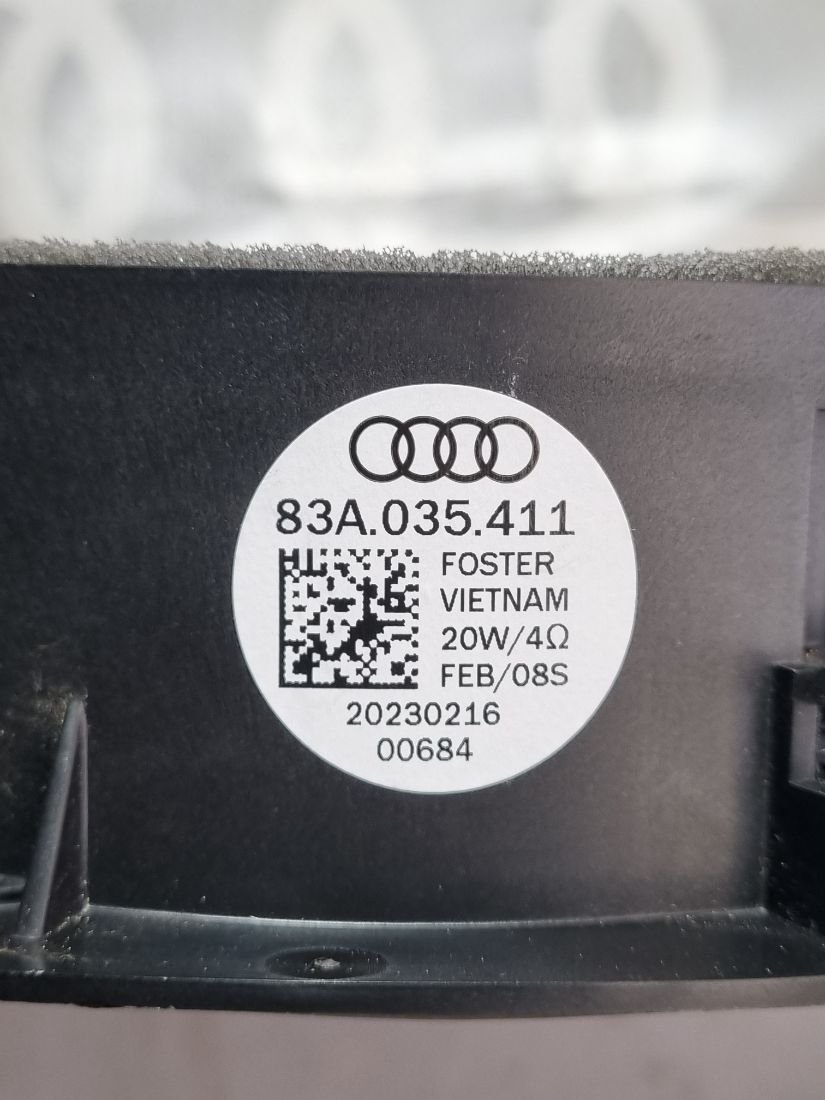 83A.035.411
FOSTER
VIETNAM
20W/4Ω
FEB/08S
20230216
00684